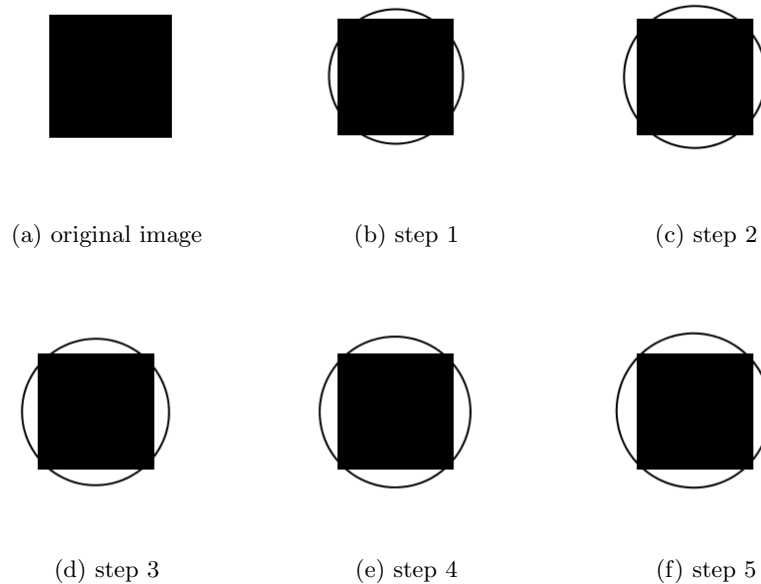 (a) original image
(b) step 1
(c) step 2
(d) step 3
(e) step 4
(f) step 5